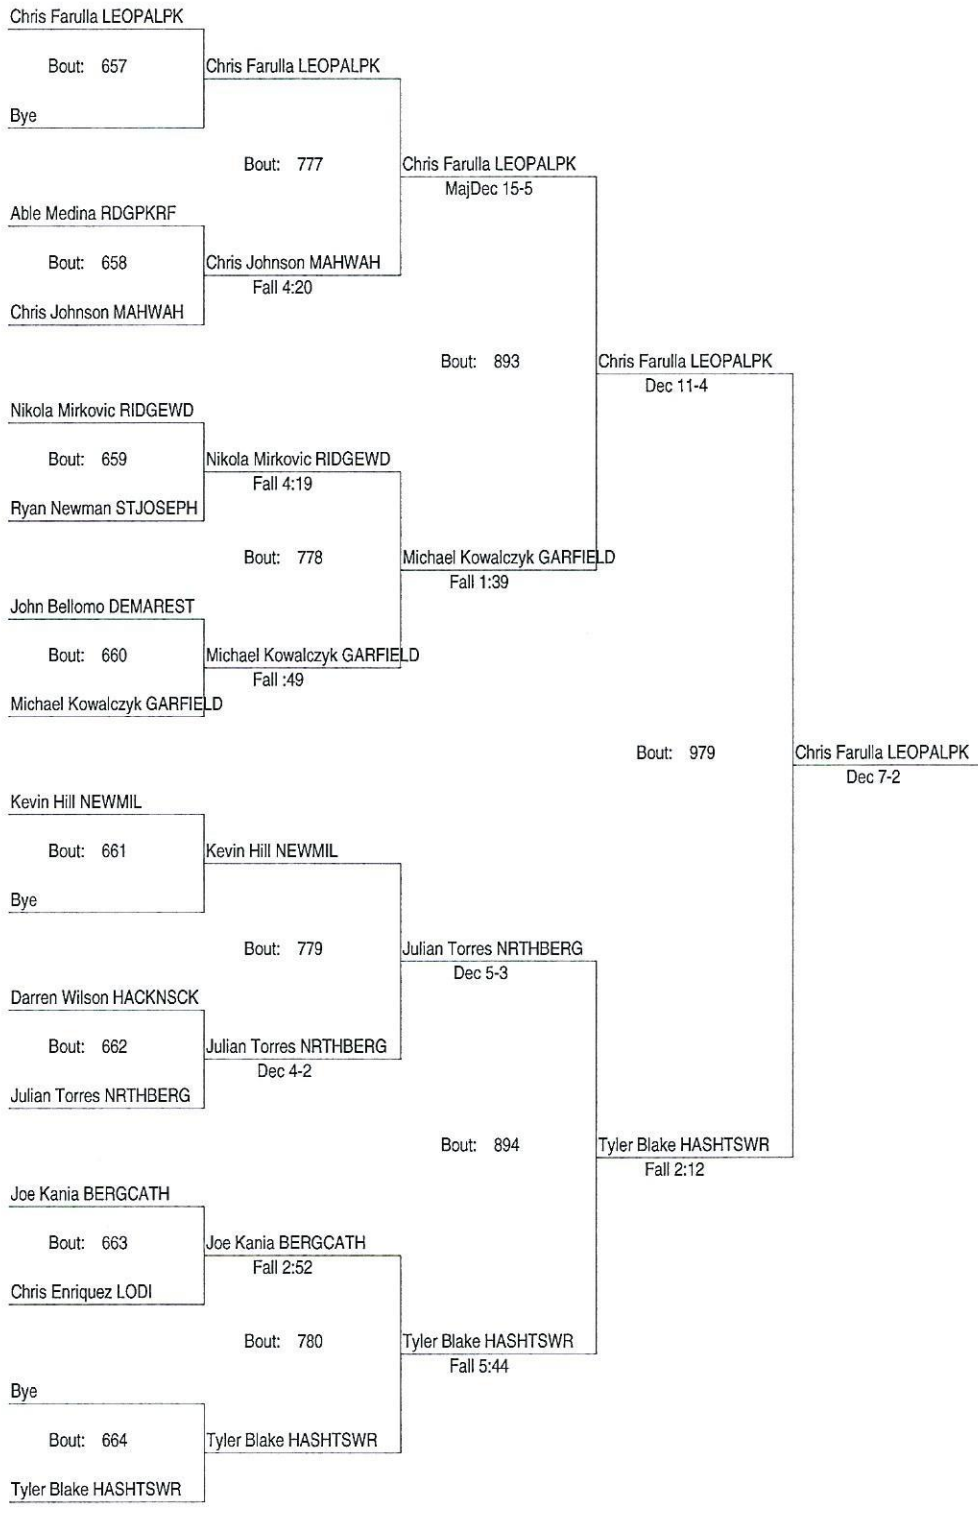 Chris Farulla LEOPALPK
Bout: 657
Chris Farulla LEOPALPK
Bye
Bout: 777
Chris Farulla LEOPALPK
MajDec 15-5
Able Medina RDGPKRF
Bout: 658
Chris Johnson MAHWAH
Fall 4:20
Chris Johnson MAHWAH
Bout: 893
Chris Farulla LEOPALPK
Dec 11-4
Nikola Mirkovic RIDGEWD
Bout: 659
Nikola Mirkovic RIDGEWD
Fall 4:19
Ryan Newman STJOSEPH
Bout: 778
Michael Kowalczyk GARFIELD
Fall 1:39
John Bellomo DEMAREST
Bout: 660
Michael Kowalczyk GARFIELD
Fall :49
Michael Kowalczyk GARFIELD
Bout: 979
Chris Farulla LEOPALPK
Dec 7-2
Kevin Hill NEWMIL
Bout: 661
Kevin Hill NEWMIL
Bye
Bout: 779
Julian Torres NRTHBERG
Dec 5-3
Darren Wilson HACKNSCK
Bout: 662
Julian Torres NRTHBERG
Dec 4-2
Julian Torres NRTHBERG
Bout: 894
Tyler Blake HASHTSWR
Fall 2:12
Joe Kania BERGCATH
Bout: 663
Joe Kania BERGCATH
Fall 2:52
Chris Enriquez LODI
Bout: 780
Tyler Blake HASHTSWR
Fall 5:44
Bye
Bout: 664
Tyler Blake HASHTSWR
Tyler Blake HASHTSWR